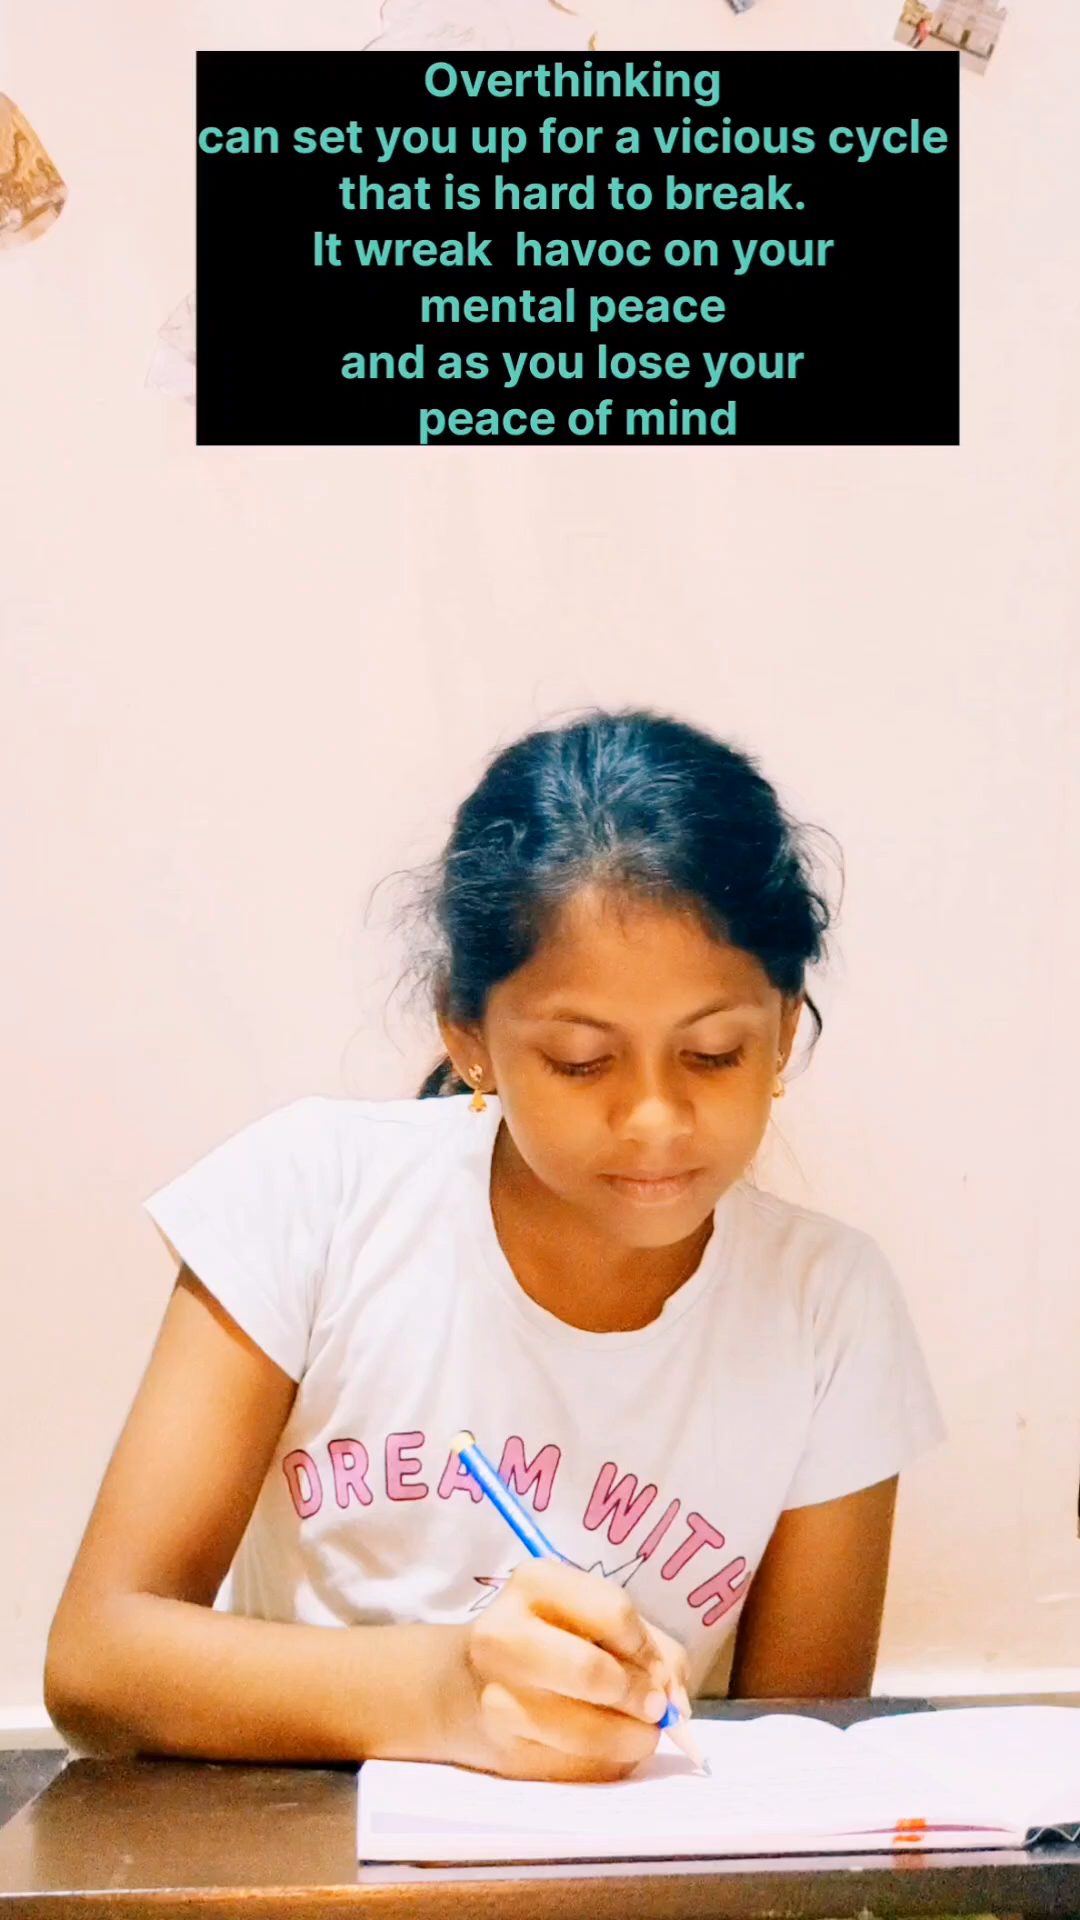 Overthinking
can set you up for a vicious cycle
that is hard to break.
It wreak  havoc on your
mental peace
and as you lose your
peace of mind
DREAM WITH